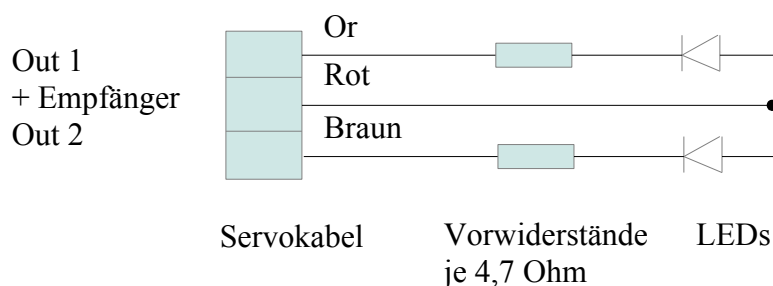 Or
Out 1
+ Empfänger
Out 2
Rot
Braun
Servokabel
Vorwiderstände
je 4,7 Ohm
LEDs